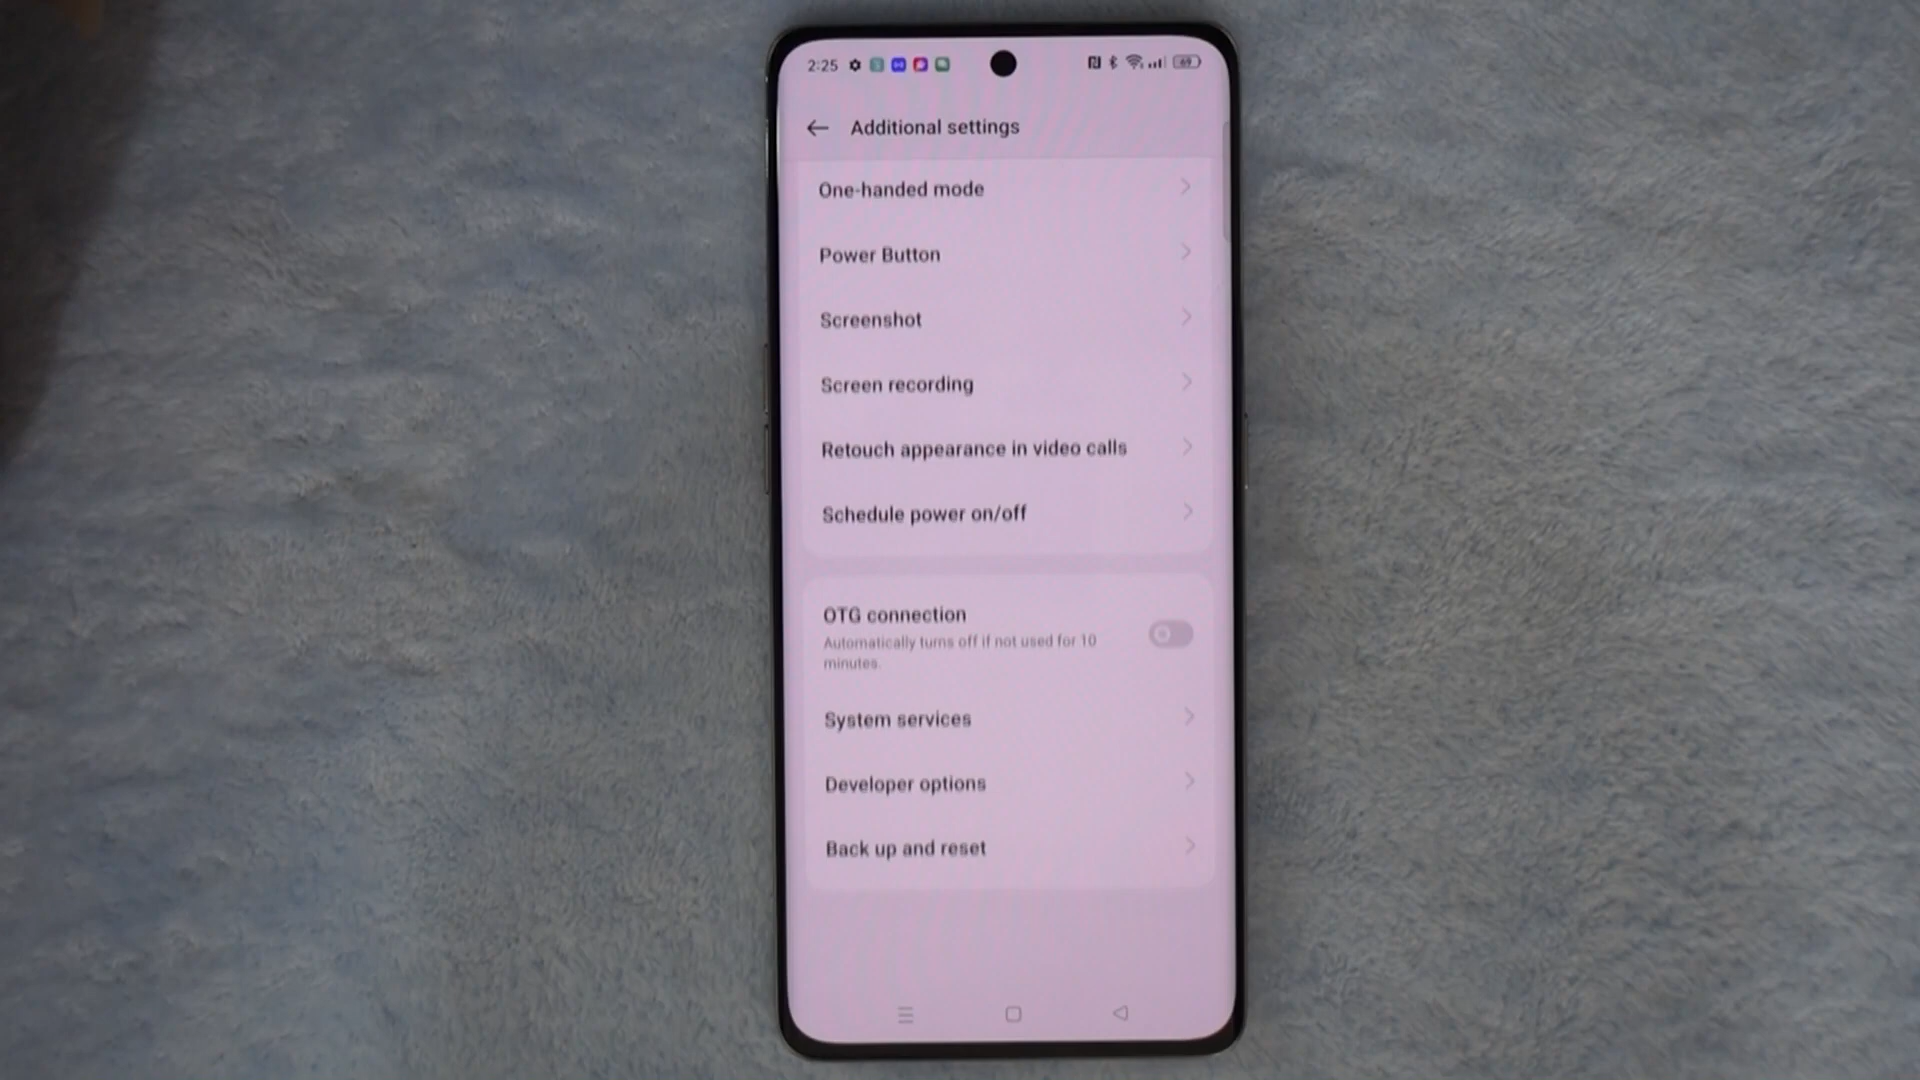 2:25
69
Additional settings
One-handed mode
Power Button
Screenshot
Screen recording
Retouch appearance in video calls
Schedule power on/off
OTG connection
Automatically turns off if not used for 10
minutes.
System services
Developer options
Back up and reset